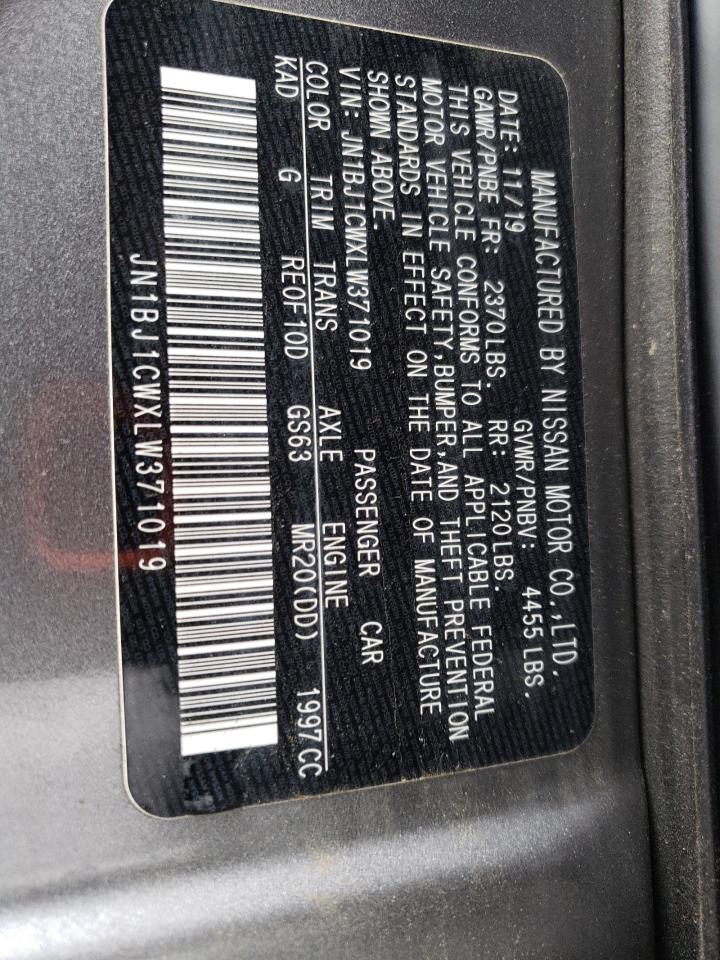 MANUFACTURED BY NISSAN MOTOR CO.,LTD.
DATE: 11/19 GVWR/PNBV: 4455 LBS.
GAWR/PNBE FR: 2370LBS. RR: 2120LBS.
THIS VEHICLE CONFORMS TO ALL APPLICABLE FEDERAL
MOTOR VEHICLE SAFETY,BUMPER,AND THEFT PREVENTION
STANDARDS IN EFFECT ON THE DATE OF MANUFACTURE
SHOWN ABOVE.
VIN: JN1BJ1CWXLW371019 PASSENGER CAR
COLOR TRIM TRANS AXLE ENGINE
KAD G RE0F10D GS63 MR20(DD) 1997CC
JN1BJ1CWXLW371019